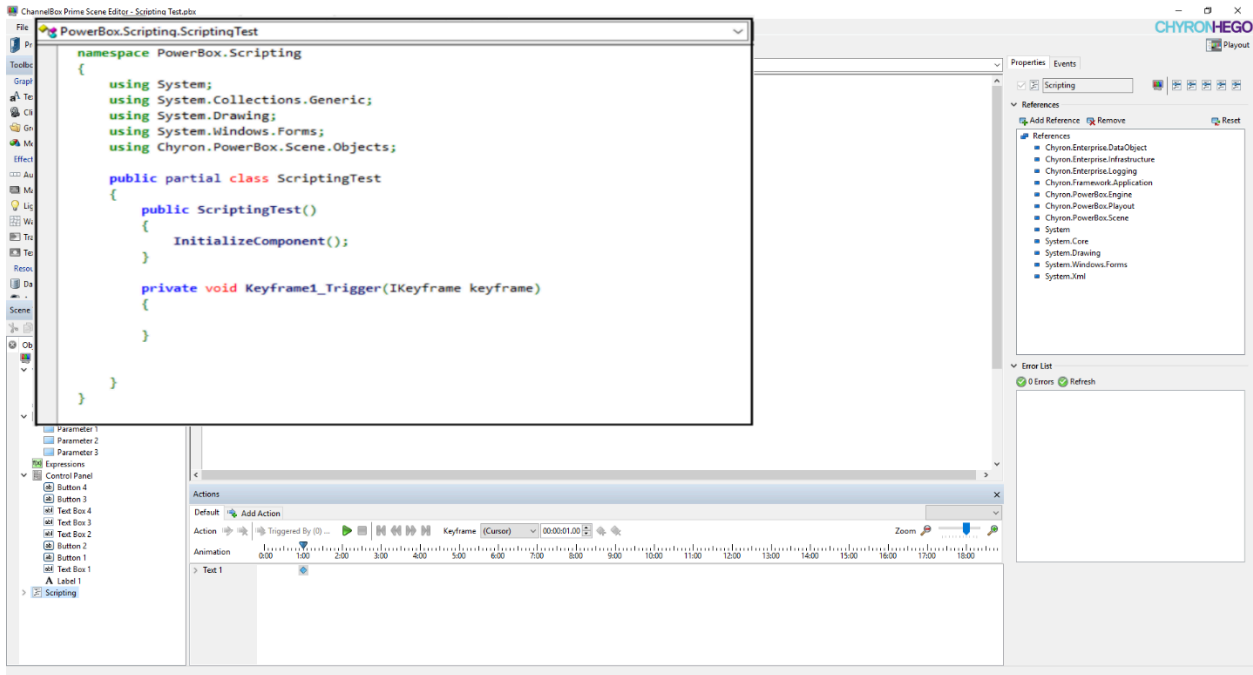 ChannelBox Prime Scene Editor - Scripting Test.pbx
CHYRONHEGO
File
Playout
PowerBox.Scripting.ScriptingTest
namespace PowerBox.Scripting
{
using System;
using System.Collections.Generic;
using System.Drawing;
using System.Windows.Forms;
using Chyron.PowerBox.Scene.Objects;
public partial class ScriptingTest
{
public ScriptingTest()
{
InitializeComponent();
}
private void Keyframe1_Trigger(IKeyframe keyframe)
{
}
}
}
Scene
Parameter 1
Parameter 2
Parameter 3
Expressions
Control Panel
Button 4
Button 3
Text Box 4
Text Box 3
Text Box 2
Button 2
Button 1
Text Box 1
Label 1
Scripting
Actions
Default Add Action
Action Triggered By (0) ... Keyframe (Cursor) 00:00:01.00 Zoom
Animation 0:00 1:00 2:00 3:00 4:00 5:00 6:00 7:00 8:00 9:00 10:00 11:00 12:00 13:00 14:00 15:00 16:00 17:00 18:00
Text 1
Properties Events
Scripting
References
Add Reference Remove Reset
References
Chyron.Enterprise.DataObject
Chyron.Enterprise.Infrastructure
Chyron.Enterprise.Logging
Chyron.Framework.Application
Chyron.PowerBox.Engine
Chyron.PowerBox.Playout
Chyron.PowerBox.Scene
System
System.Core
System.Drawing
System.Windows.Forms
System.Xml
Error List
0 Errors Refresh